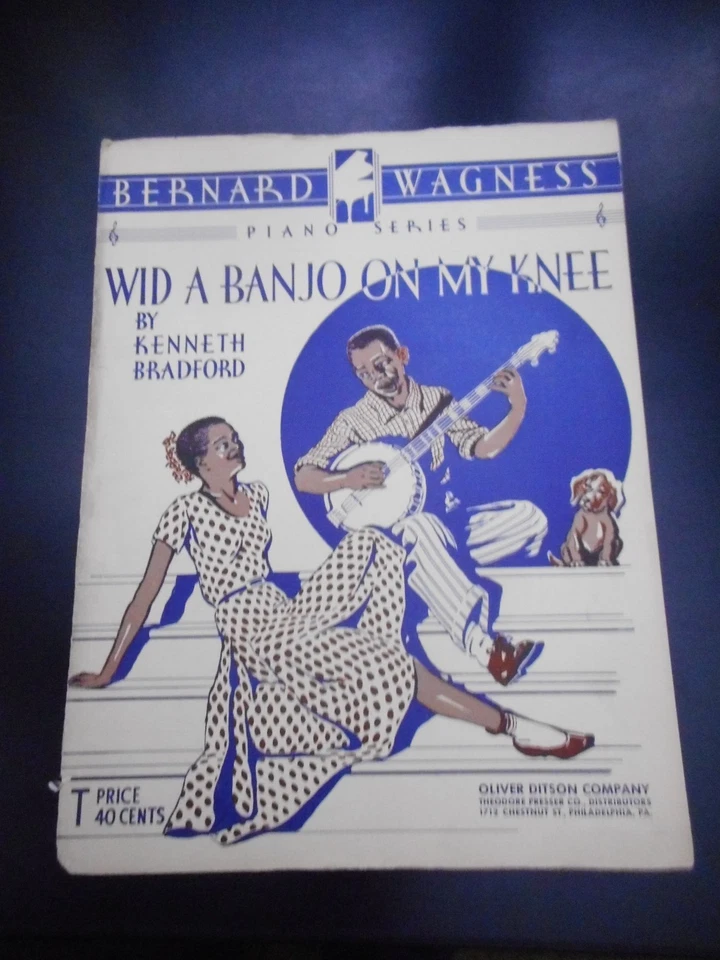 BERNARD WAGNESS
PIANO SERIES
WID A BANJO ON MY KNEE
BY
KENNETH
BRADFORD
T PRICE
40 CENTS
OLIVER DITSON COMPANY
THEODORE PRESSER CO., DISTRIBUTORS
1712 CHESTNUT ST., PHILADELPHIA, PA.